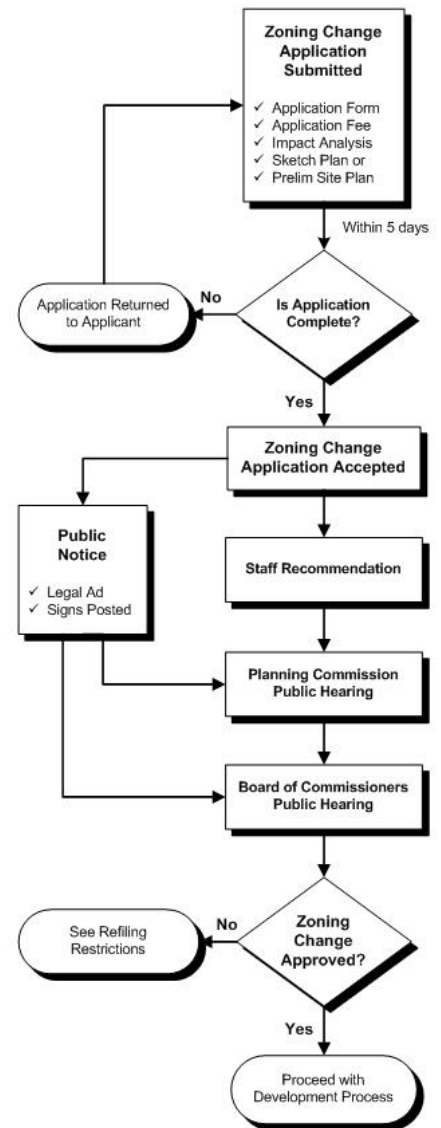 Zoning Change
Application
Submitted
✓ Application Form
✓ Application Fee
✓ Impact Analysis
✓ Sketch Plan or
✓ Prelim Site Plan
Within 5 days
Application Returned
to Applicant
No
Is Application
Complete?
Yes
Zoning Change
Application Accepted
Public
Notice
✓ Legal Ad
✓ Signs Posted
Staff Recommendation
Planning Commission
Public Hearing
Board of Commissioners
Public Hearing
See Refiling
Restrictions
No
Zoning
Change
Approved?
Yes
Proceed with
Development Process